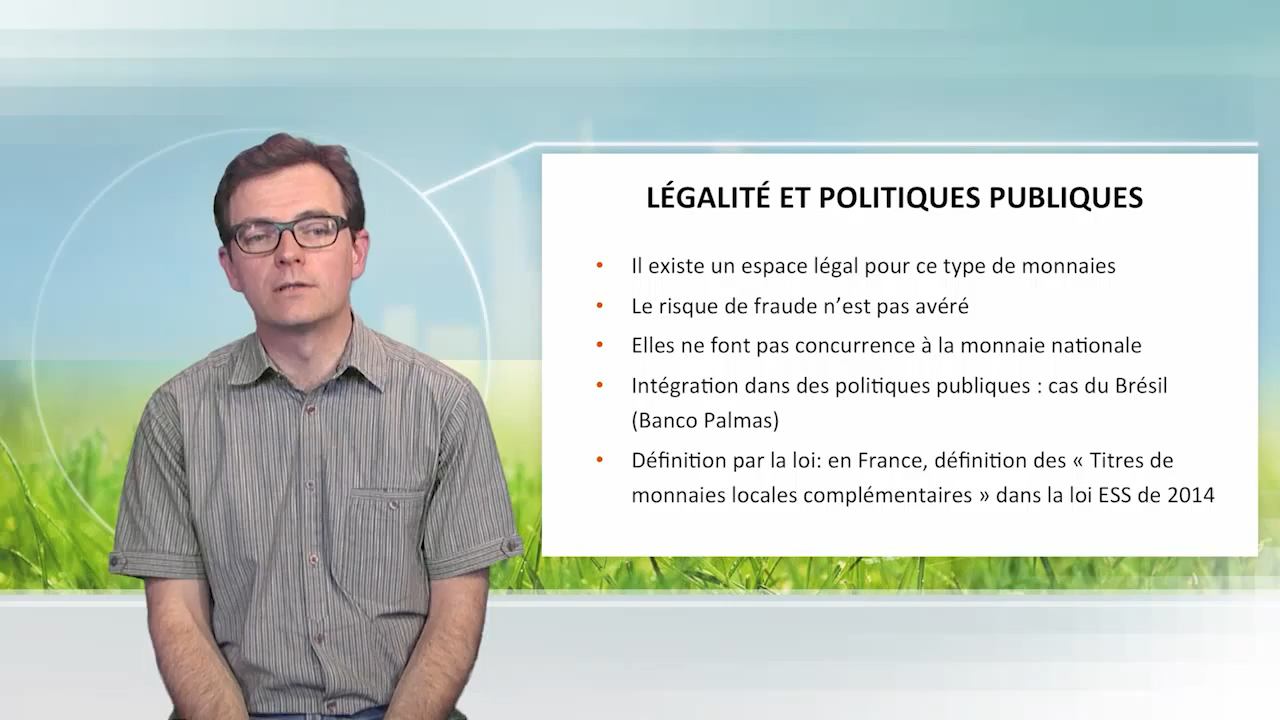 LÉGALITÉ ET POLITIQUES PUBLIQUES
• Il existe un espace légal pour ce type de monnaies
• Le risque de fraude n’est pas avéré
• Elles ne font pas concurrence à la monnaie nationale
• Intégration dans des politiques publiques : cas du Brésil
(Banco Palmas)
• Définition par la loi: en France, définition des « Titres de
monnaies locales complémentaires » dans la loi ESS de 2014